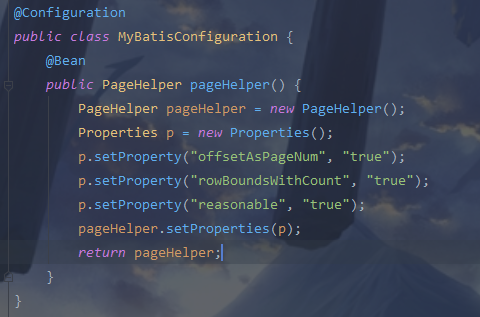 @Configuration
public class MyBatisConfiguration {
    @Bean
    public PageHelper pageHelper() {
        PageHelper pageHelper = new PageHelper();
        Properties p = new Properties();
        p.setProperty("offsetAsPageNum", "true");
        p.setProperty("rowBoundsWithCount", "true");
        p.setProperty("reasonable", "true");
        pageHelper.setProperties(p);
        return pageHelper;
    }
}